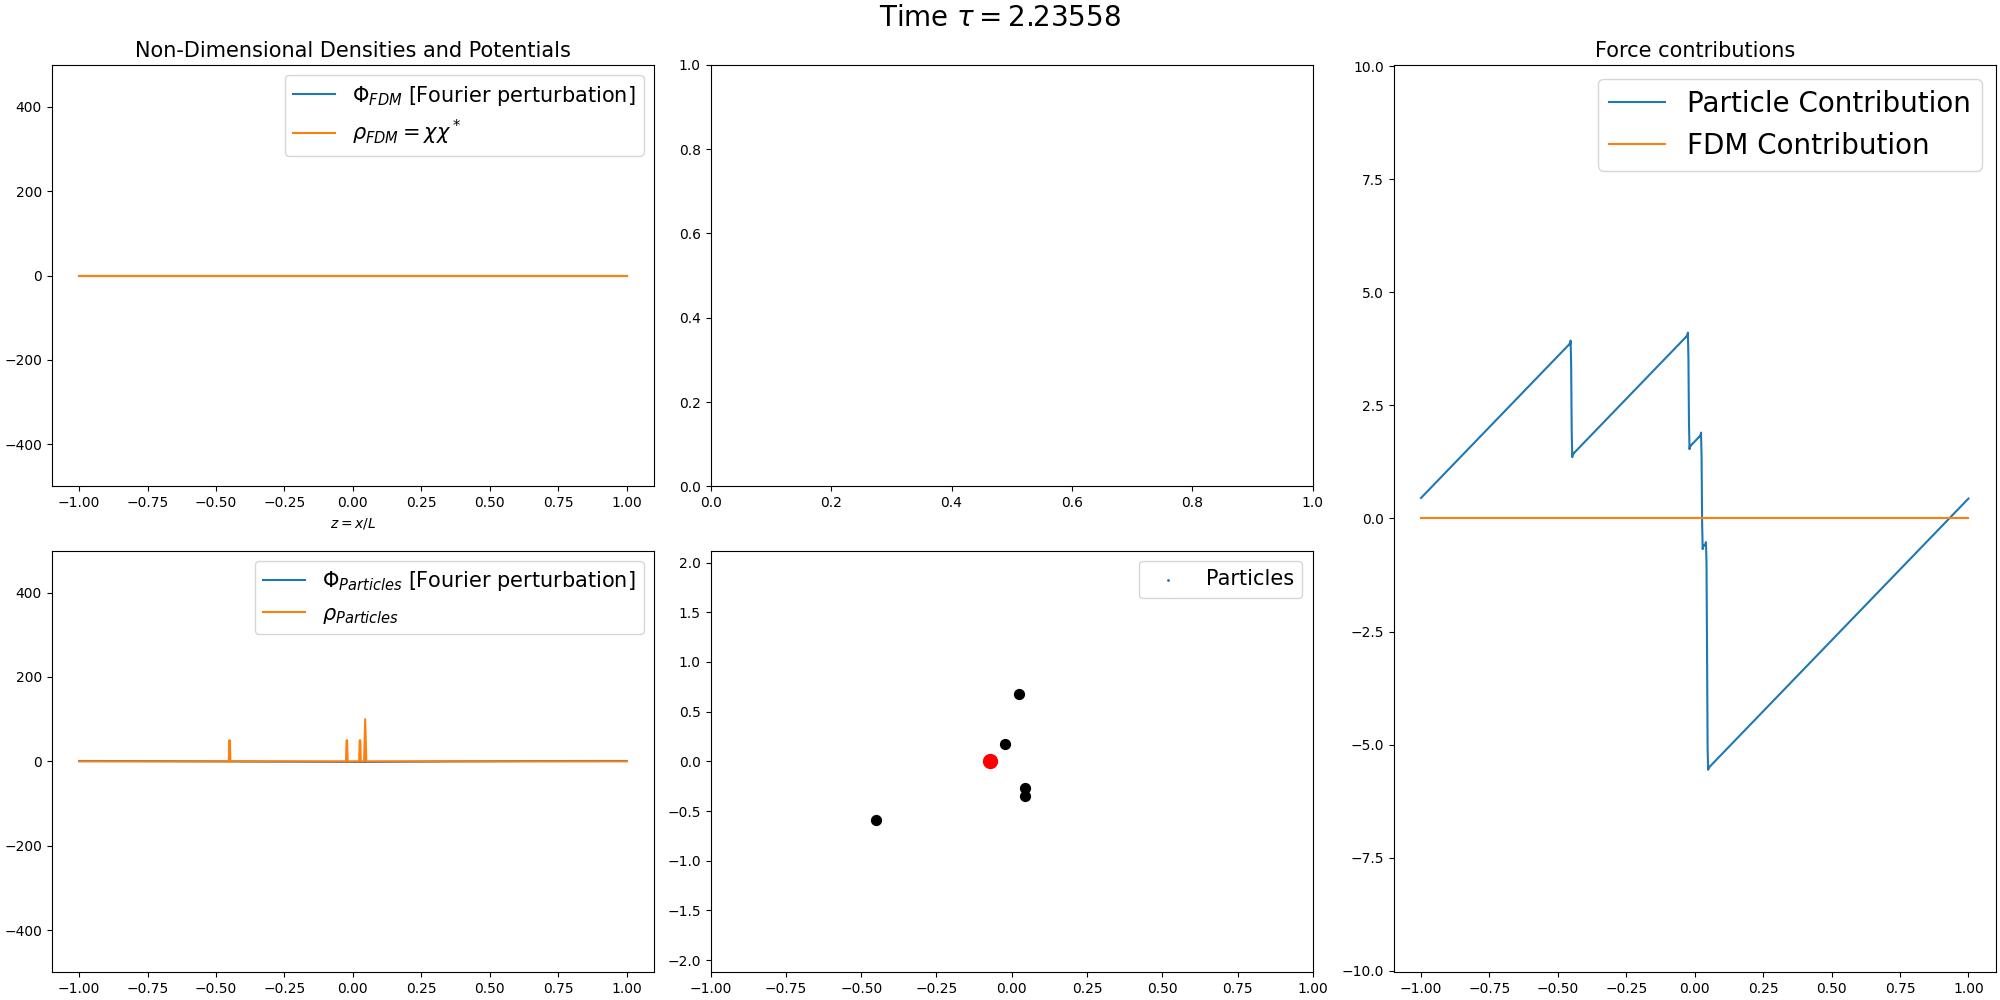 Time τ = 2.23558
Non-Dimensional Densities and Potentials
Φ_FDM [Fourier perturbation]
ρ_FDM = χχ*
400
200
0
−200
−400
−1.00 −0.75 −0.50 −0.25 0.00 0.25 0.50 0.75 1.00
z = x/L
1.0
0.8
0.6
0.4
0.2
0.0
0.0 0.2 0.4 0.6 0.8 1.0
Force contributions
Particle Contribution
FDM Contribution
10.0
7.5
5.0
2.5
0.0
−2.5
−5.0
−7.5
−10.0
−1.00 −0.75 −0.50 −0.25 0.00 0.25 0.50 0.75 1.00
Φ_Particles [Fourier perturbation]
ρ_Particles
400
200
0
−200
−400
−1.00 −0.75 −0.50 −0.25 0.00 0.25 0.50 0.75 1.00
Particles
2.0
1.5
1.0
0.5
0.0
−0.5
−1.0
−1.5
−2.0
−1.00 −0.75 −0.50 −0.25 0.00 0.25 0.50 0.75 1.00